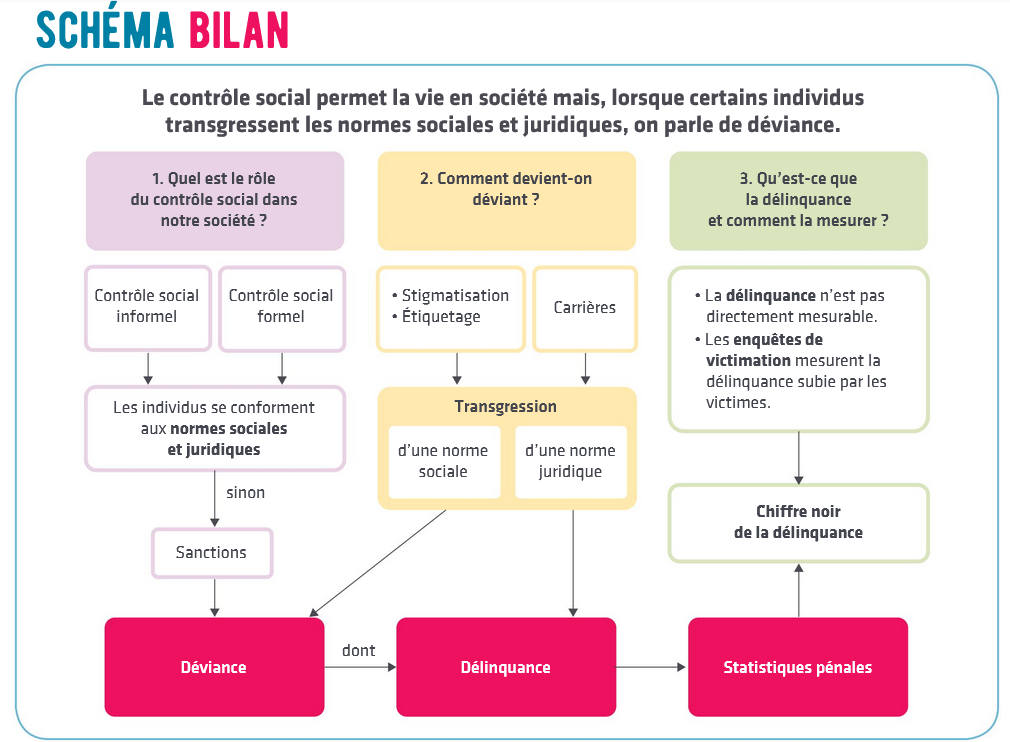 SCHÉMA BILAN
Le contrôle social permet la vie en société mais, lorsque certains individus
transgressent les normes sociales et juridiques, on parle de déviance.
1. Quel est le rôle
du contrôle social dans
notre société ?
2. Comment devient-on
déviant ?
3. Qu'est-ce que
la délinquance
et comment la mesurer ?
Contrôle social
informel
Contrôle social
formel
• Stigmatisation
• Étiquetage
Carrières
• La délinquance n'est pas
directement mesurable.
• Les enquêtes de
victimation mesurent la
délinquance subie par les
victimes.
Les individus se conforment
aux normes sociales
et juridiques
Transgression
d'une norme
sociale
d'une norme
juridique
sinon
Sanctions
Chiffre noir
de la délinquance
Déviance
dont
Délinquance
Statistiques pénales